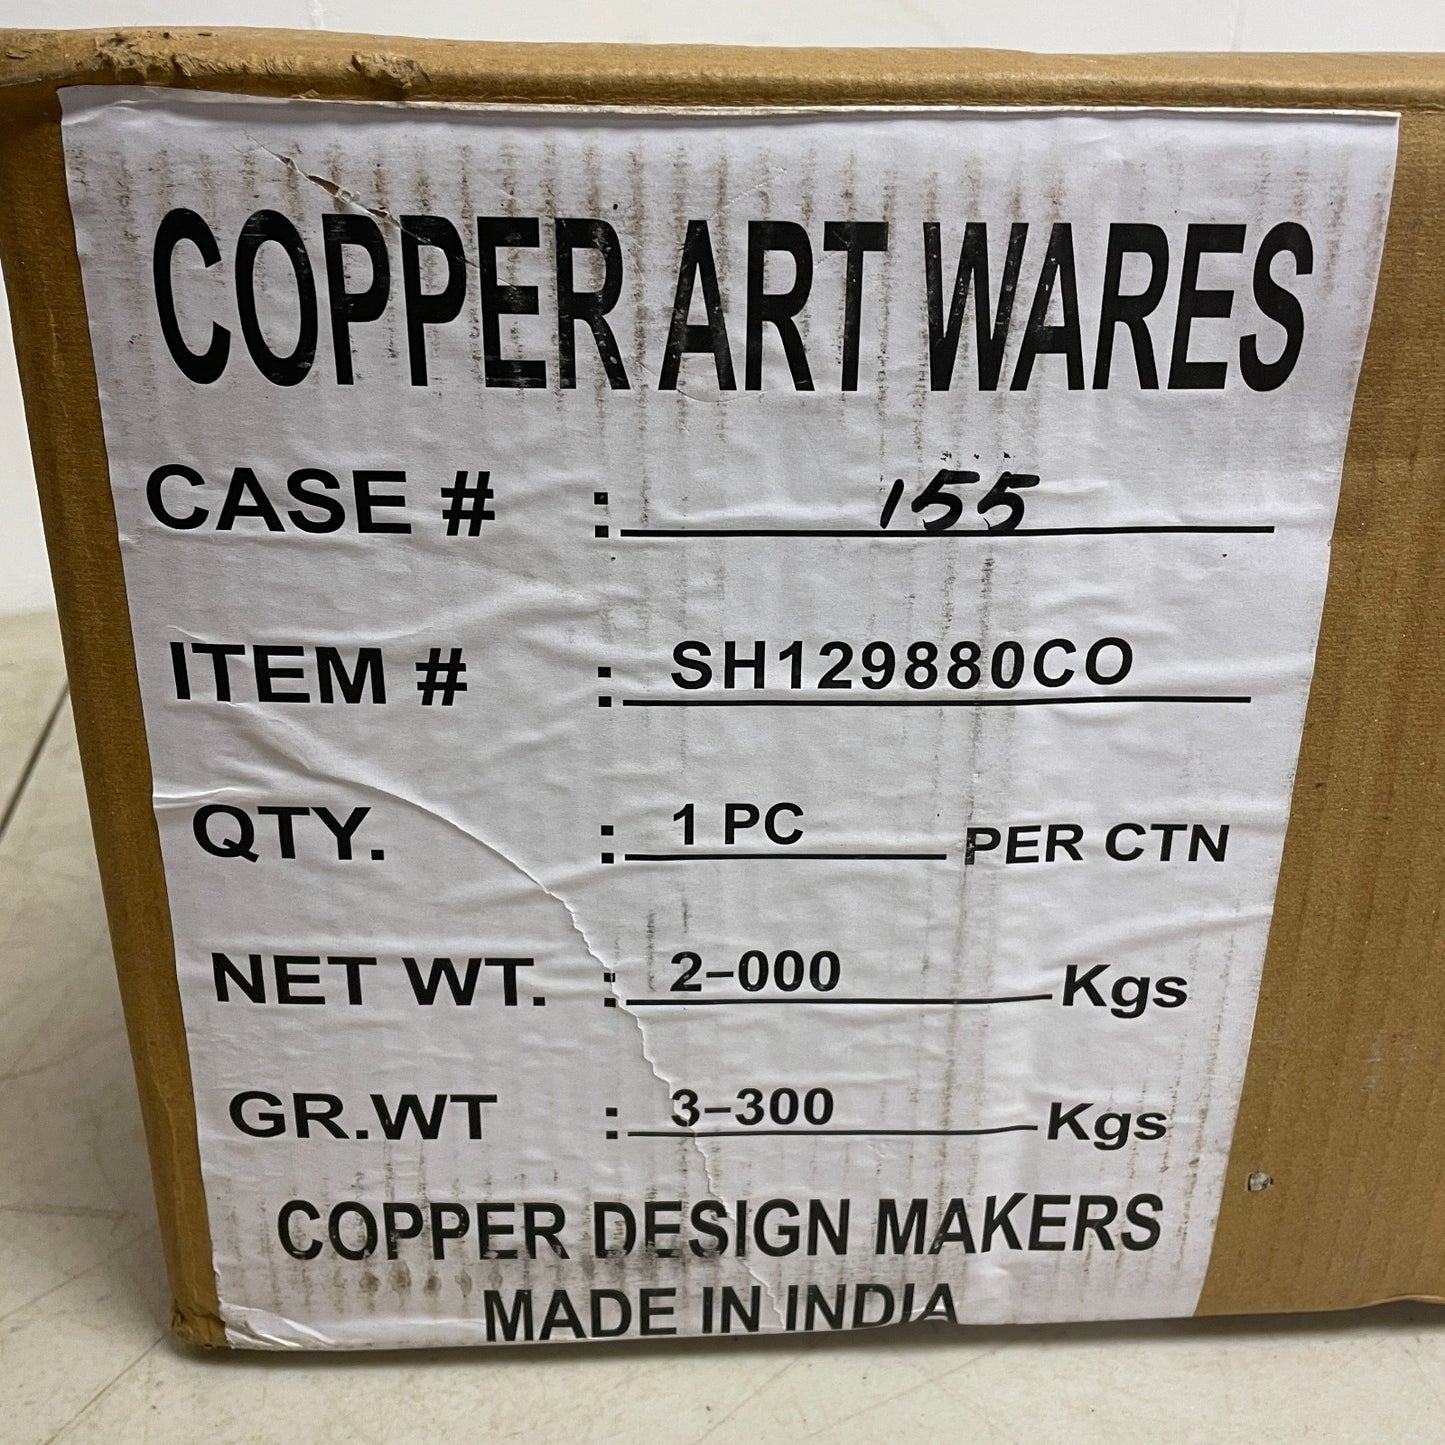 COPPER ART WARES
CASE # : 155
ITEM # : SH129880CO
QTY. : 1 PC PER CTN
NET WT. : 2-000 Kgs
GR.WT : 3-300 Kgs
COPPER DESIGN MAKERS
MADE IN INDIA